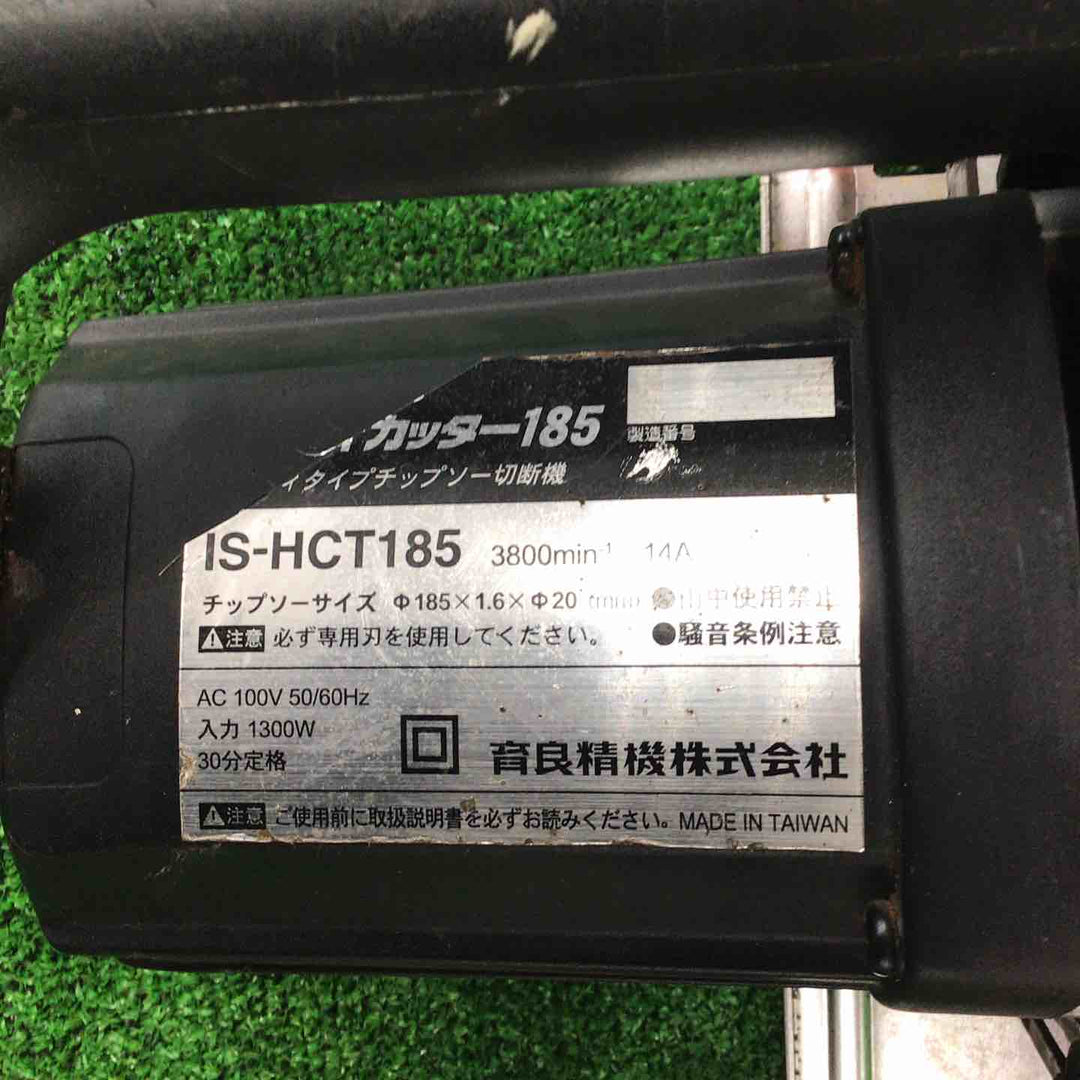 カッター185
製造番号
タイプチップソー切断機
IS-HCT185 3800min⁻¹ 14A
チップソーサイズ Φ185×1.6×Φ20 (mm) 雨中使用禁止
⚠注意 必ず専用刃を使用してください。 ●騒音条例注意
AC 100V 50/60Hz
入力 1300W
30分定格
育良精機株式会社
⚠注意 ご使用前に取扱説明書を必ずお読みください。 MADE IN TAIWAN